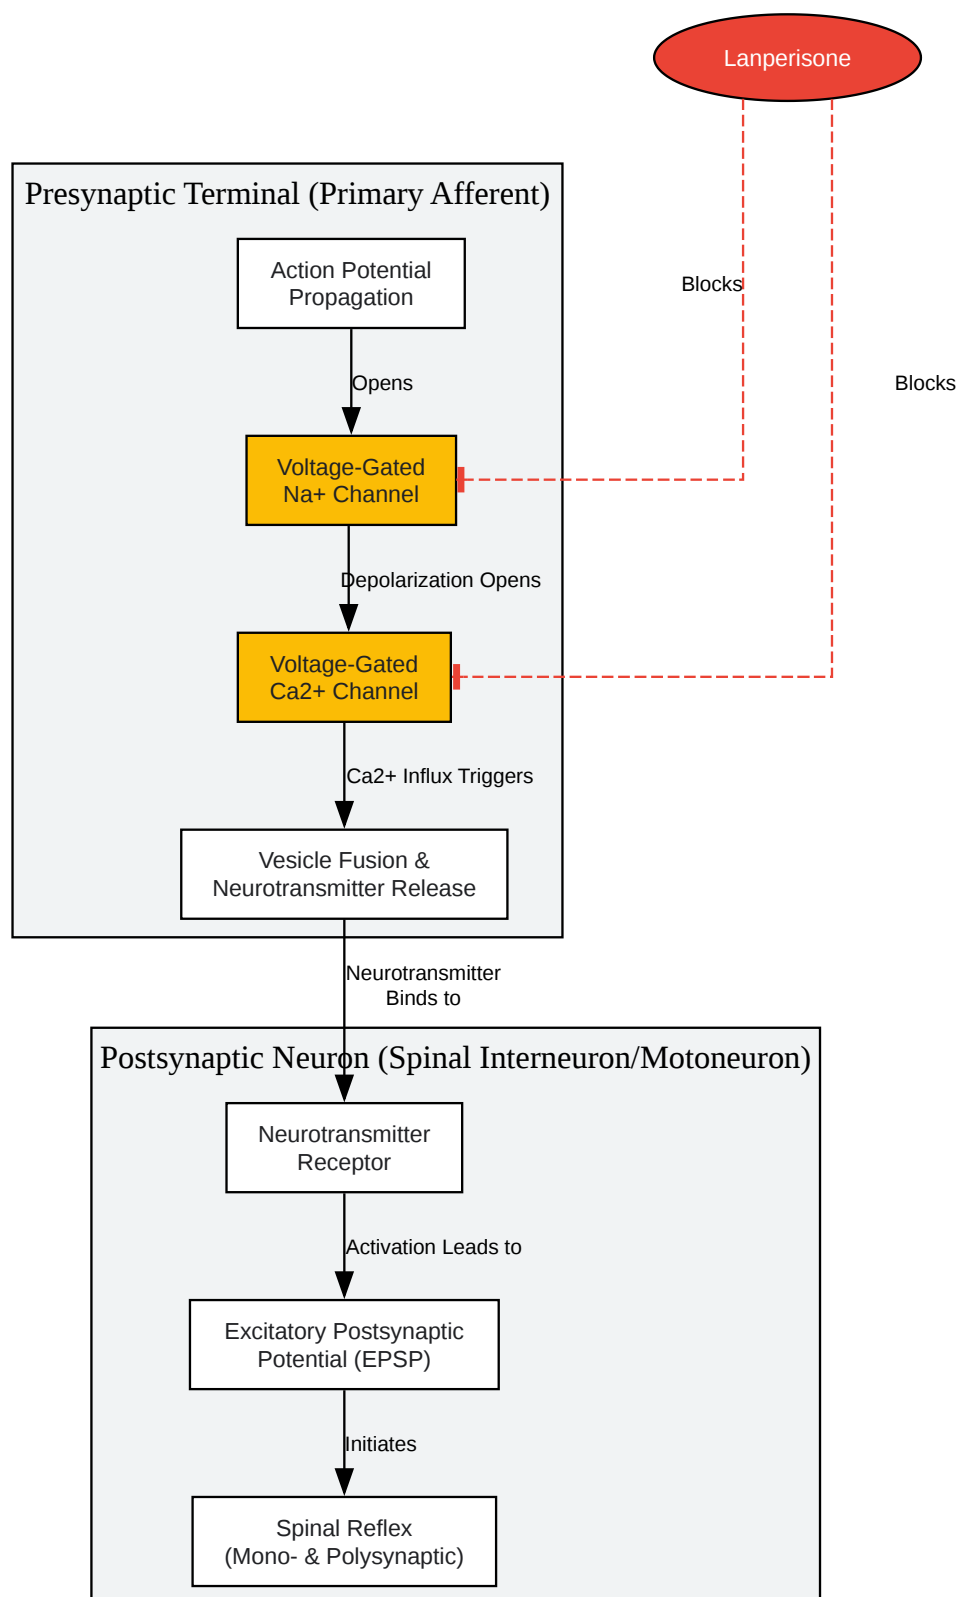 Lanperisone
Presynaptic Terminal (Primary Afferent)
Action Potential
Propagation
Blocks
Opens
Blocks
Voltage-Gated
Na+ Channel
Depolarization Opens
Voltage-Gated
Ca2+ Channel
Ca2+ Influx Triggers
Vesicle Fusion &
Neurotransmitter Release
Neurotransmitter
Binds to
Postsynaptic Neuron (Spinal Interneuron/Motoneuron)
Neurotransmitter
Receptor
Activation Leads to
Excitatory Postsynaptic
Potential (EPSP)
Initiates
Spinal Reflex
(Mono- & Polysynaptic)